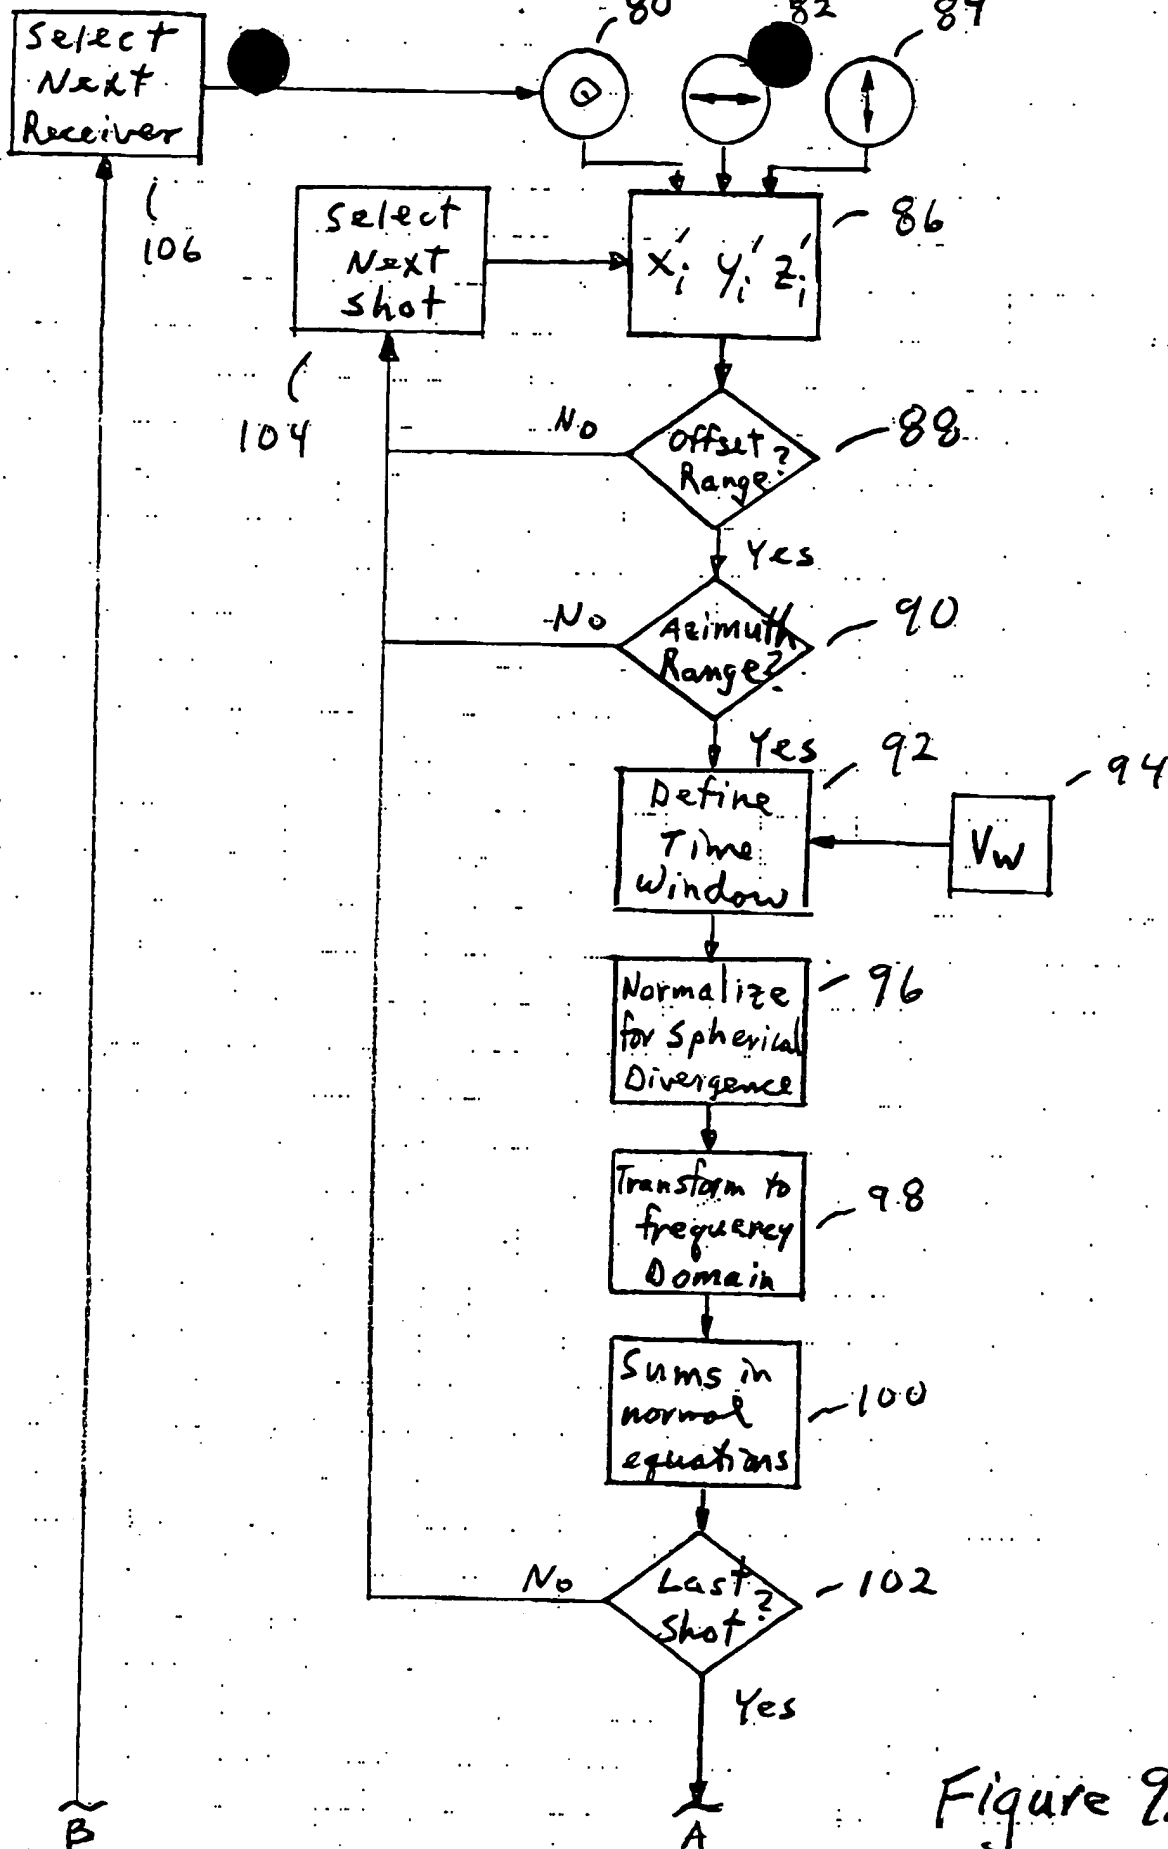 80
82
84
Select
Next
Receiver
106
Select
Next
Shot
104
x'i y'i z'i
86
Offset
Range?
88
No
Yes
Azimuth
Range?
90
No
Yes
Define
Time
Window
92
Vw
94
Normalize
for Spherical
Divergence
96
Transform to
frequency
Domain
98
Sums in
normal
equations
100
Last
Shot?
102
No
Yes
B
A